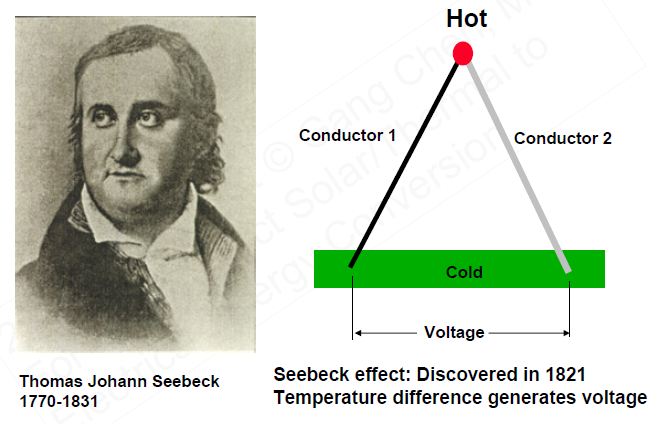 Hot
Conductor 1
Conductor 2
Cold
Voltage
Thomas Johann Seebeck
1770-1831
Seebeck effect: Discovered in 1821
Temperature difference generates voltage